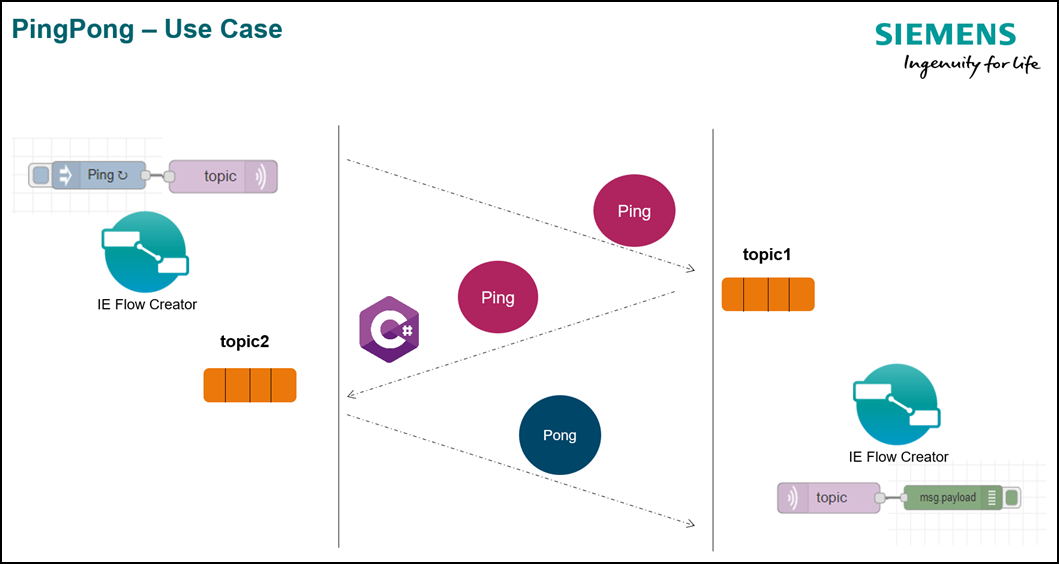 PingPong – Use Case
SIEMENS
Ingenuity for life
Ping ↻
topic
Ping
topic1
IE Flow Creator
Ping
C#
topic2
Pong
IE Flow Creator
topic
msg.payload